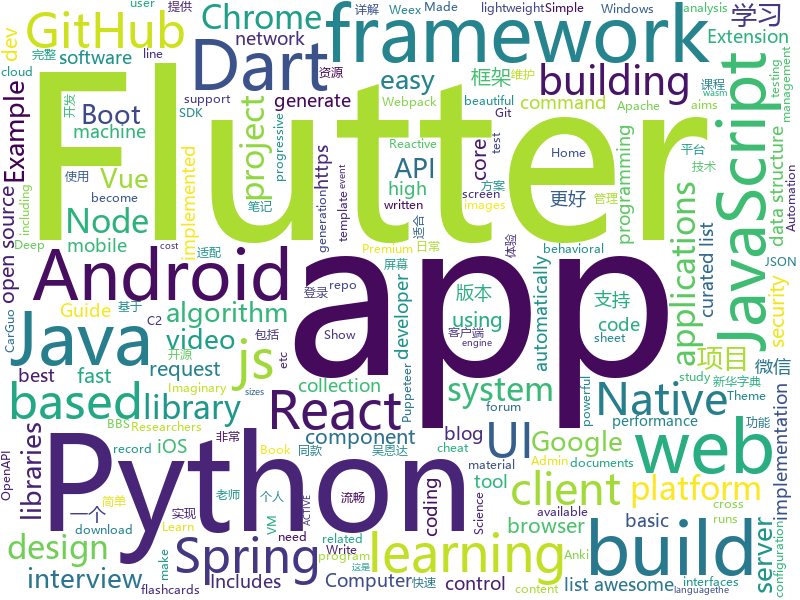 Flutter
app
Python
framework
JavaScript
Dart
GitHub
Android
Java
React
build
web
Native
learning
Spring
based
js
UI
client
Chrome
building
project
Node
Vue
Boot
API
library
design
system
platform
applications
server
Google
algorithm
video
interview
component
browser
libraries
Example
easy
network
software
generate
machine
mobile
open source
dev
implemented
https
core
command
high
programming
data structure
curated list
Extension
学习
框架
更好
版本
支持
项目
微信
code
using
developer
automatically
security
implementation
list awesome
tool
blog
coding
Computer
control
Includes
Guide
collection
request
iOS
fast
best
一个
test
basic
forum
BBS
Show
repo
study
performance
support
SDK
cloud
including
Deep
become
user
提供
lightweight
Simple
Weex
Made
详解
Windows
analysis
完整
维护
课程
Webpack
Apache
aims
资源
line
beautiful
Git
Reactive
progressive
generation
template
event
written
screen
images
Home
Premium
日常
适合
体验
方案
管理
平台
技术
testing
management
wasm
开发
使用
笔记
behavioral
JSON
Automation
cross
runs
configuration
interfaces
need
available
documents
Admin
Theme
功能
新华字典
客户端
engine
sheet
powerful
Puppeteer
etc
屏幕
登录
适配
基于
C2
CarGuo
包括
开源
Imaginary
Researchers
download
make
简单
实现
Learn
老师
个人
非常
同款
吴恩达
record
Book
流畅
VM
ACTIVE
cost
快速
这是
program
related
Write
flashcards
sizes
cheat
material
content
Science
Anki
languagethe
OpenAPI